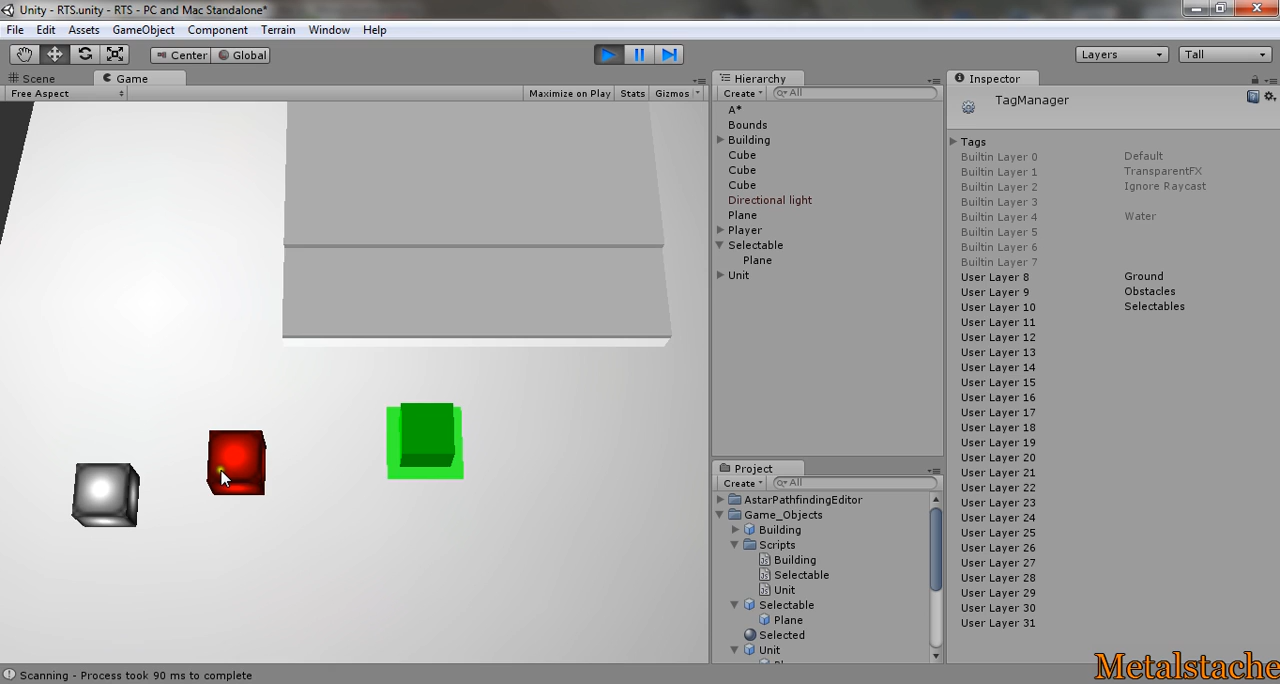 Unity - RTS.unity - RTS - PC and Mac Standalone*
File Edit Assets GameObject Component Terrain Window Help
Center Global Layers Tall
Scene Game Hierarchy Inspector
Free Aspect Maximize on Play Stats Gizmos Create All TagManager
A*
Bounds
Building
Cube
Cube
Cube
Directional light
Plane
Player
Selectable
Plane
Unit
Tags
Builtin Layer 0 Default
Builtin Layer 1 TransparentFX
Builtin Layer 2 Ignore Raycast
Builtin Layer 3
Builtin Layer 4 Water
Builtin Layer 5
Builtin Layer 6
Builtin Layer 7
User Layer 8 Ground
User Layer 9 Obstacles
User Layer 10 Selectables
User Layer 11
User Layer 12
User Layer 13
User Layer 14
User Layer 15
User Layer 16
User Layer 17
User Layer 18
User Layer 19
User Layer 20
User Layer 21
User Layer 22
User Layer 23
User Layer 24
User Layer 25
User Layer 26
User Layer 27
User Layer 28
User Layer 29
User Layer 30
User Layer 31
Project
Create All
AstarPathfindingEditor
Game_Objects
Building
Scripts
Building
Selectable
Unit
Selectable
Plane
Selected
Unit
Scanning - Process took 90 ms to complete
Metalstache